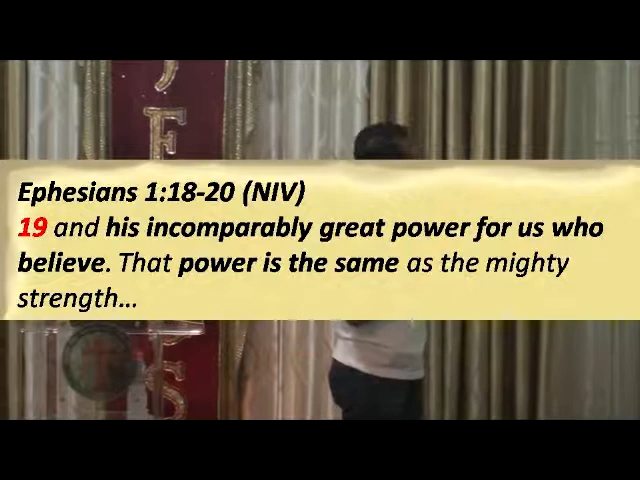 J
E
S
Ephesians 1:18-20 (NIV)
19 and his incomparably great power for us who
believe. That power is the same as the mighty
strength...